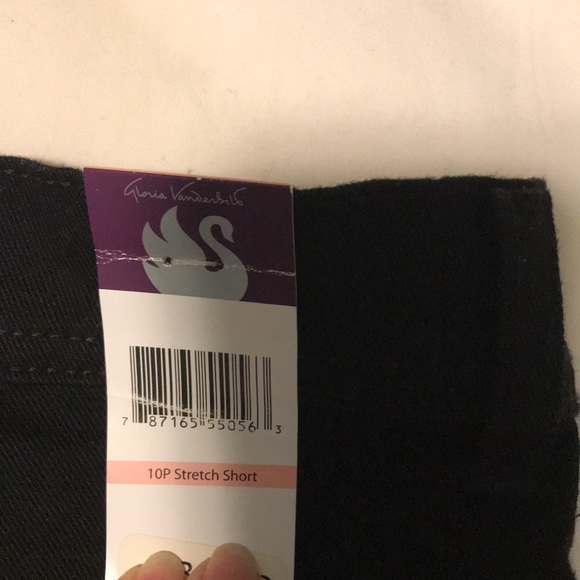 Gloria Vanderbilt
7 87165 55056 3
10P Stretch Short